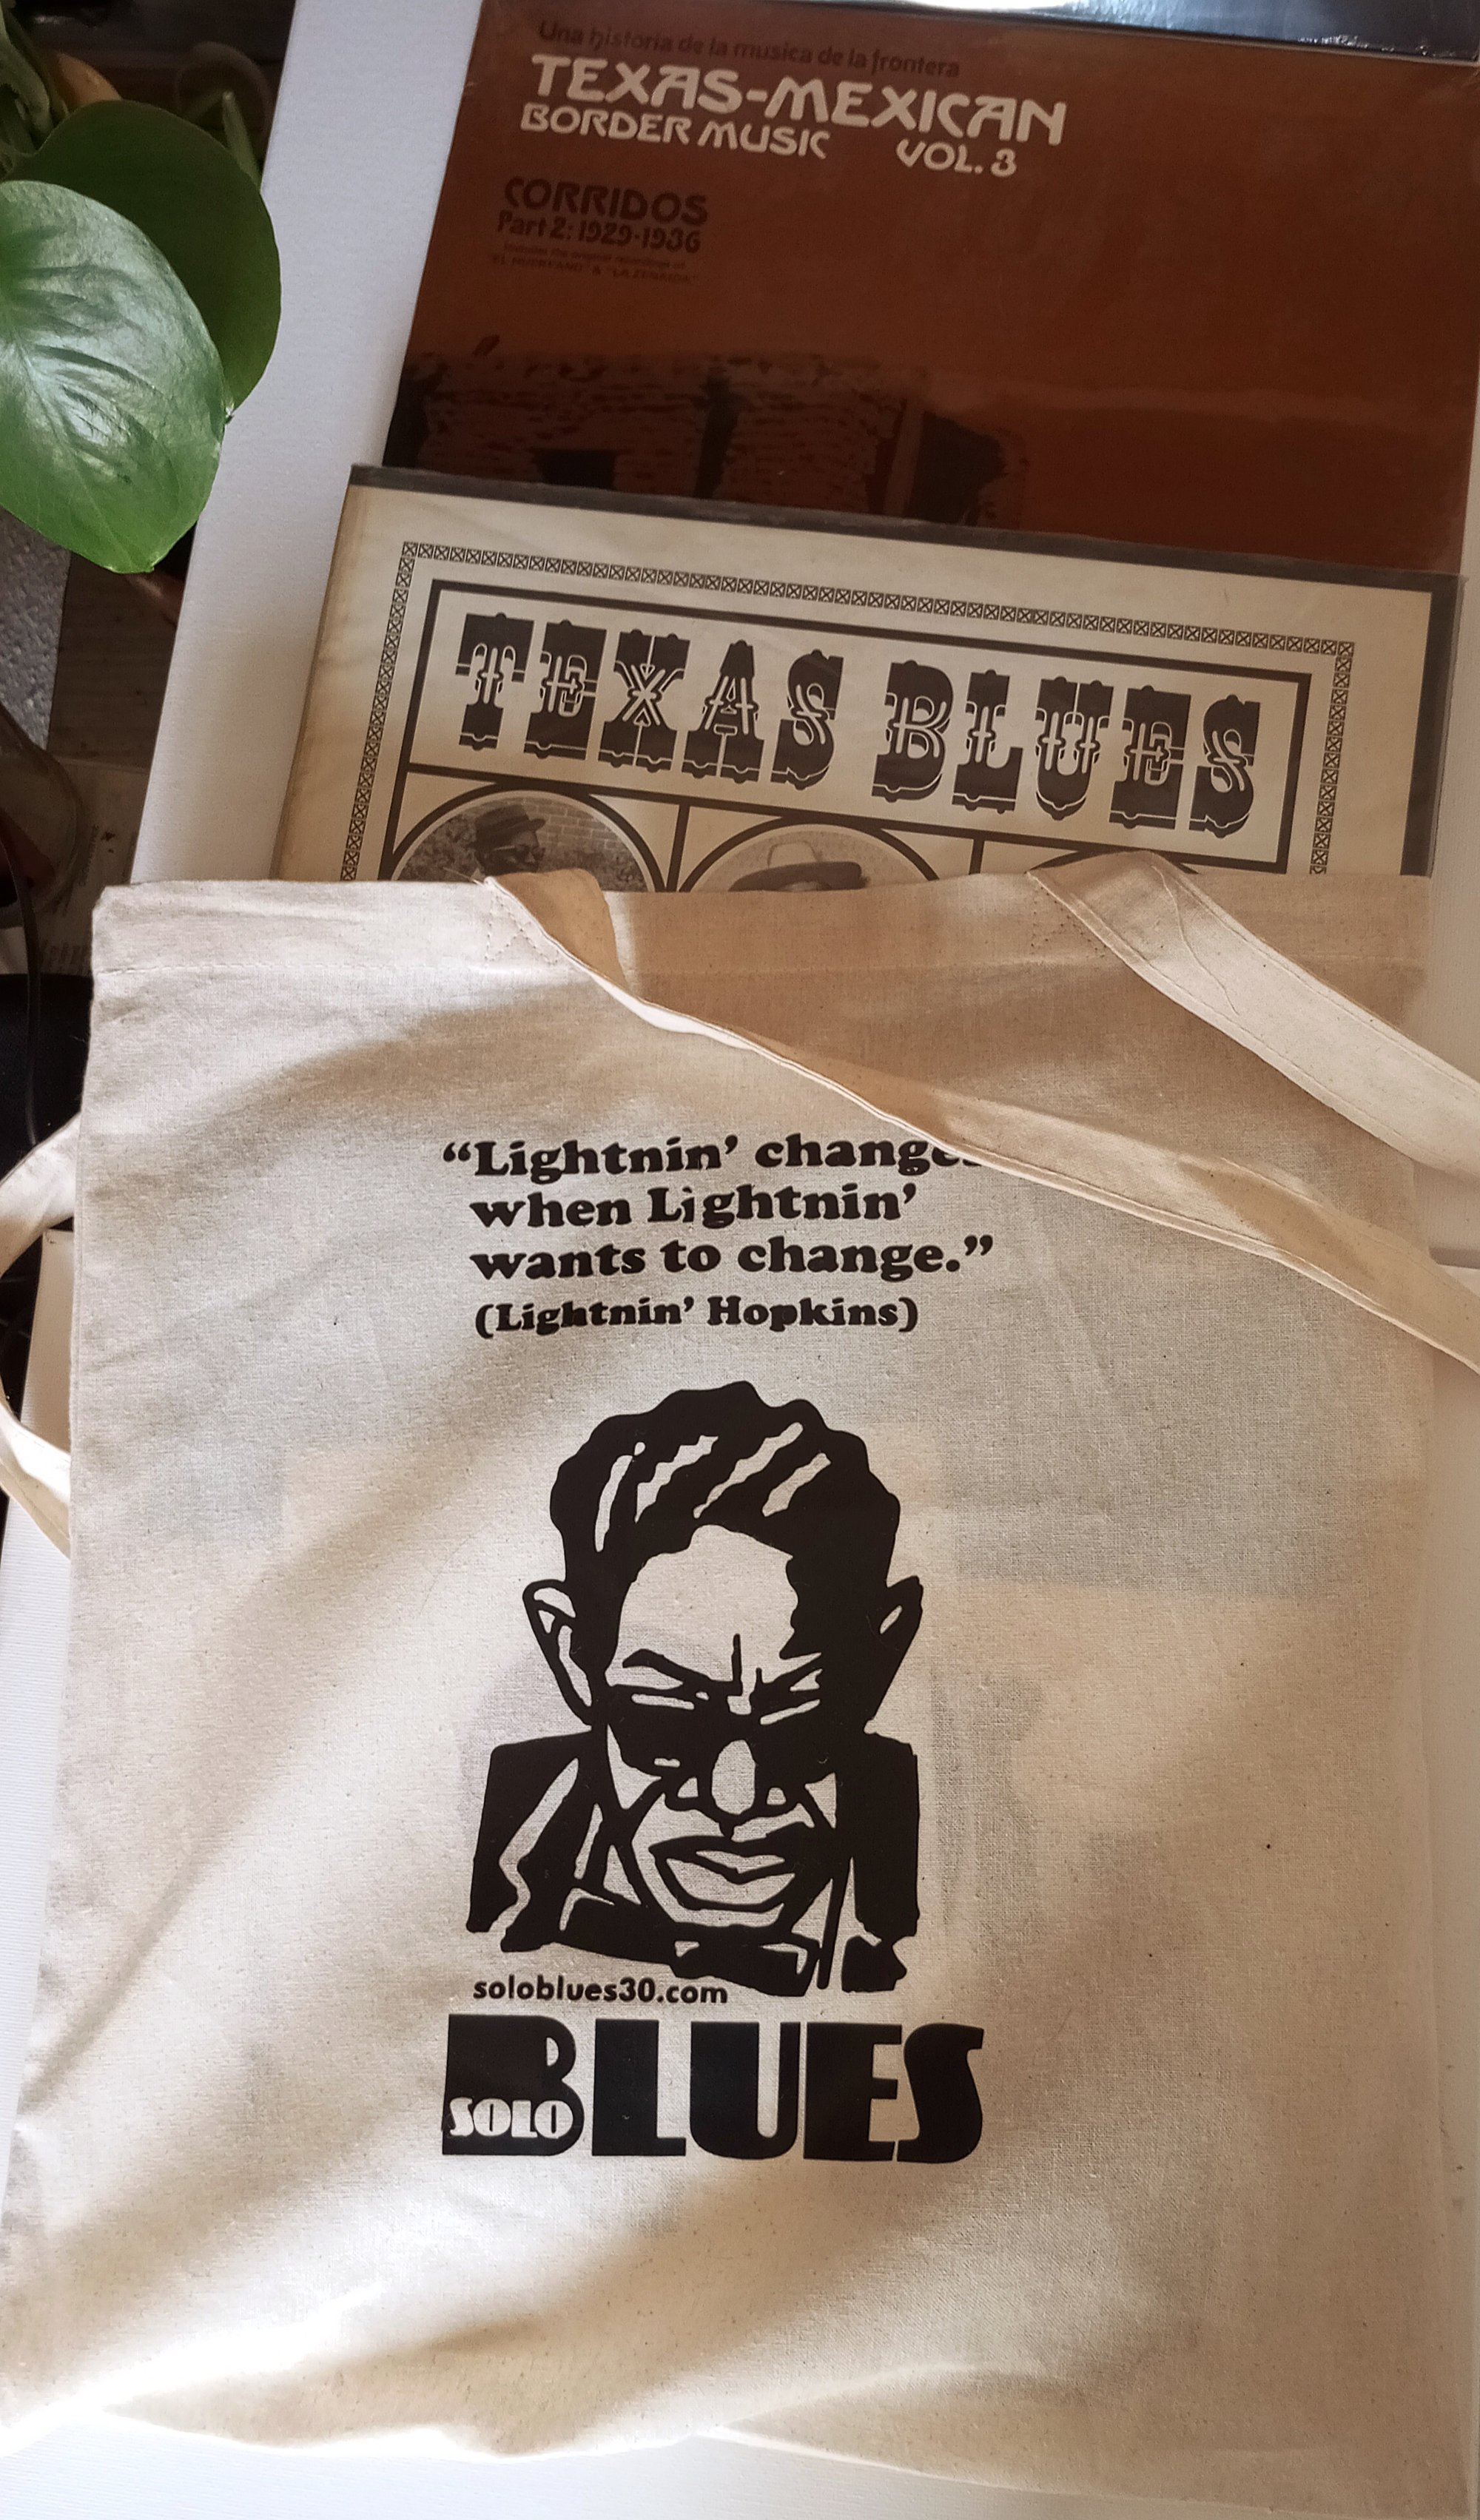 Una historia de la musica de la frontera
TEXAS-MEXICAN
BORDER MUSIC VOL. 3
CORRIDOS
Part 2: 1929-1936
TEXAS BLUES
“Lightnin’ change
when Lightnin’
wants to change.”
(Lightnin’ Hopkins)
soloblues30.com
SOLO BLUES